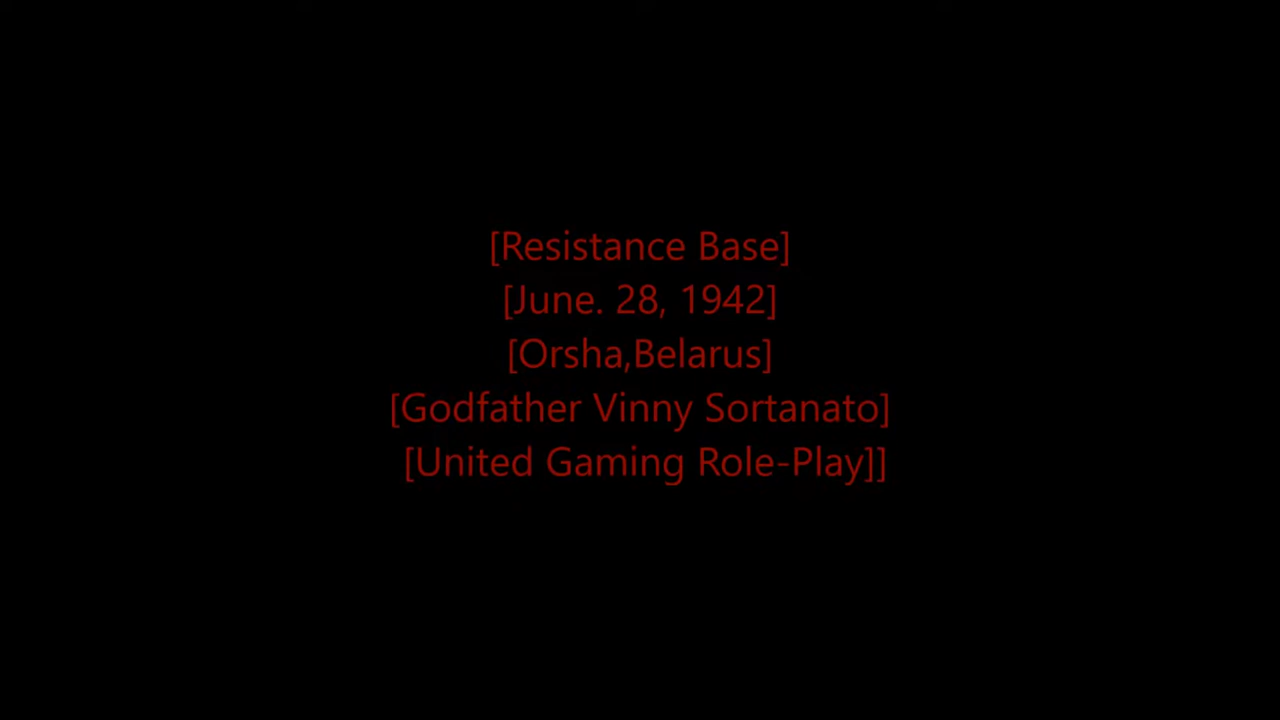 [Resistance Base]
[June. 28, 1942]
[Orsha,Belarus]
[Godfather Vinny Sortanato]
[United Gaming Role-Play]]